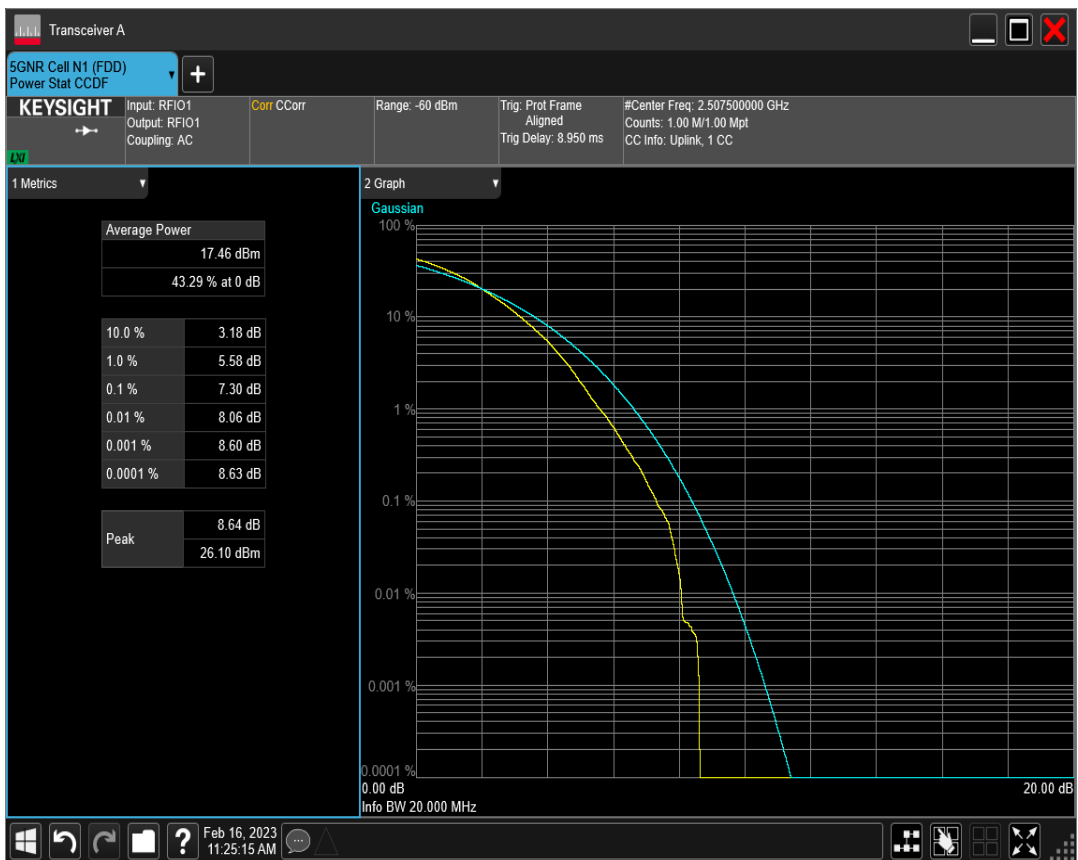 Transceiver A
5GNR Cell N1 (FDD)
Power Stat CCDF
+
KEYSIGHT
LXI
Input: RFIO1
Output: RFIO1
Coupling: AC
Corr CCorr
Range: -60 dBm
Trig: Prot Frame
Aligned
Trig Delay: 8.950 ms
#Center Freq: 2.507500000 GHz
Counts: 1.00 M/1.00 Mpt
CC Info: Uplink, 1 CC
1 Metrics
Average Power
17.46 dBm
43.29 % at 0 dB
10.0 % 3.18 dB
1.0 % 5.58 dB
0.1 % 7.30 dB
0.01 % 8.06 dB
0.001 % 8.60 dB
0.0001 % 8.63 dB
Peak
8.64 dB
26.10 dBm
2 Graph
Gaussian
100 %
10 %
1 %
0.1 %
0.01 %
0.001 %
0.0001 %
0.00 dB 20.00 dB
Info BW 20.000 MHz
?
Feb 16, 2023
11:25:15 AM